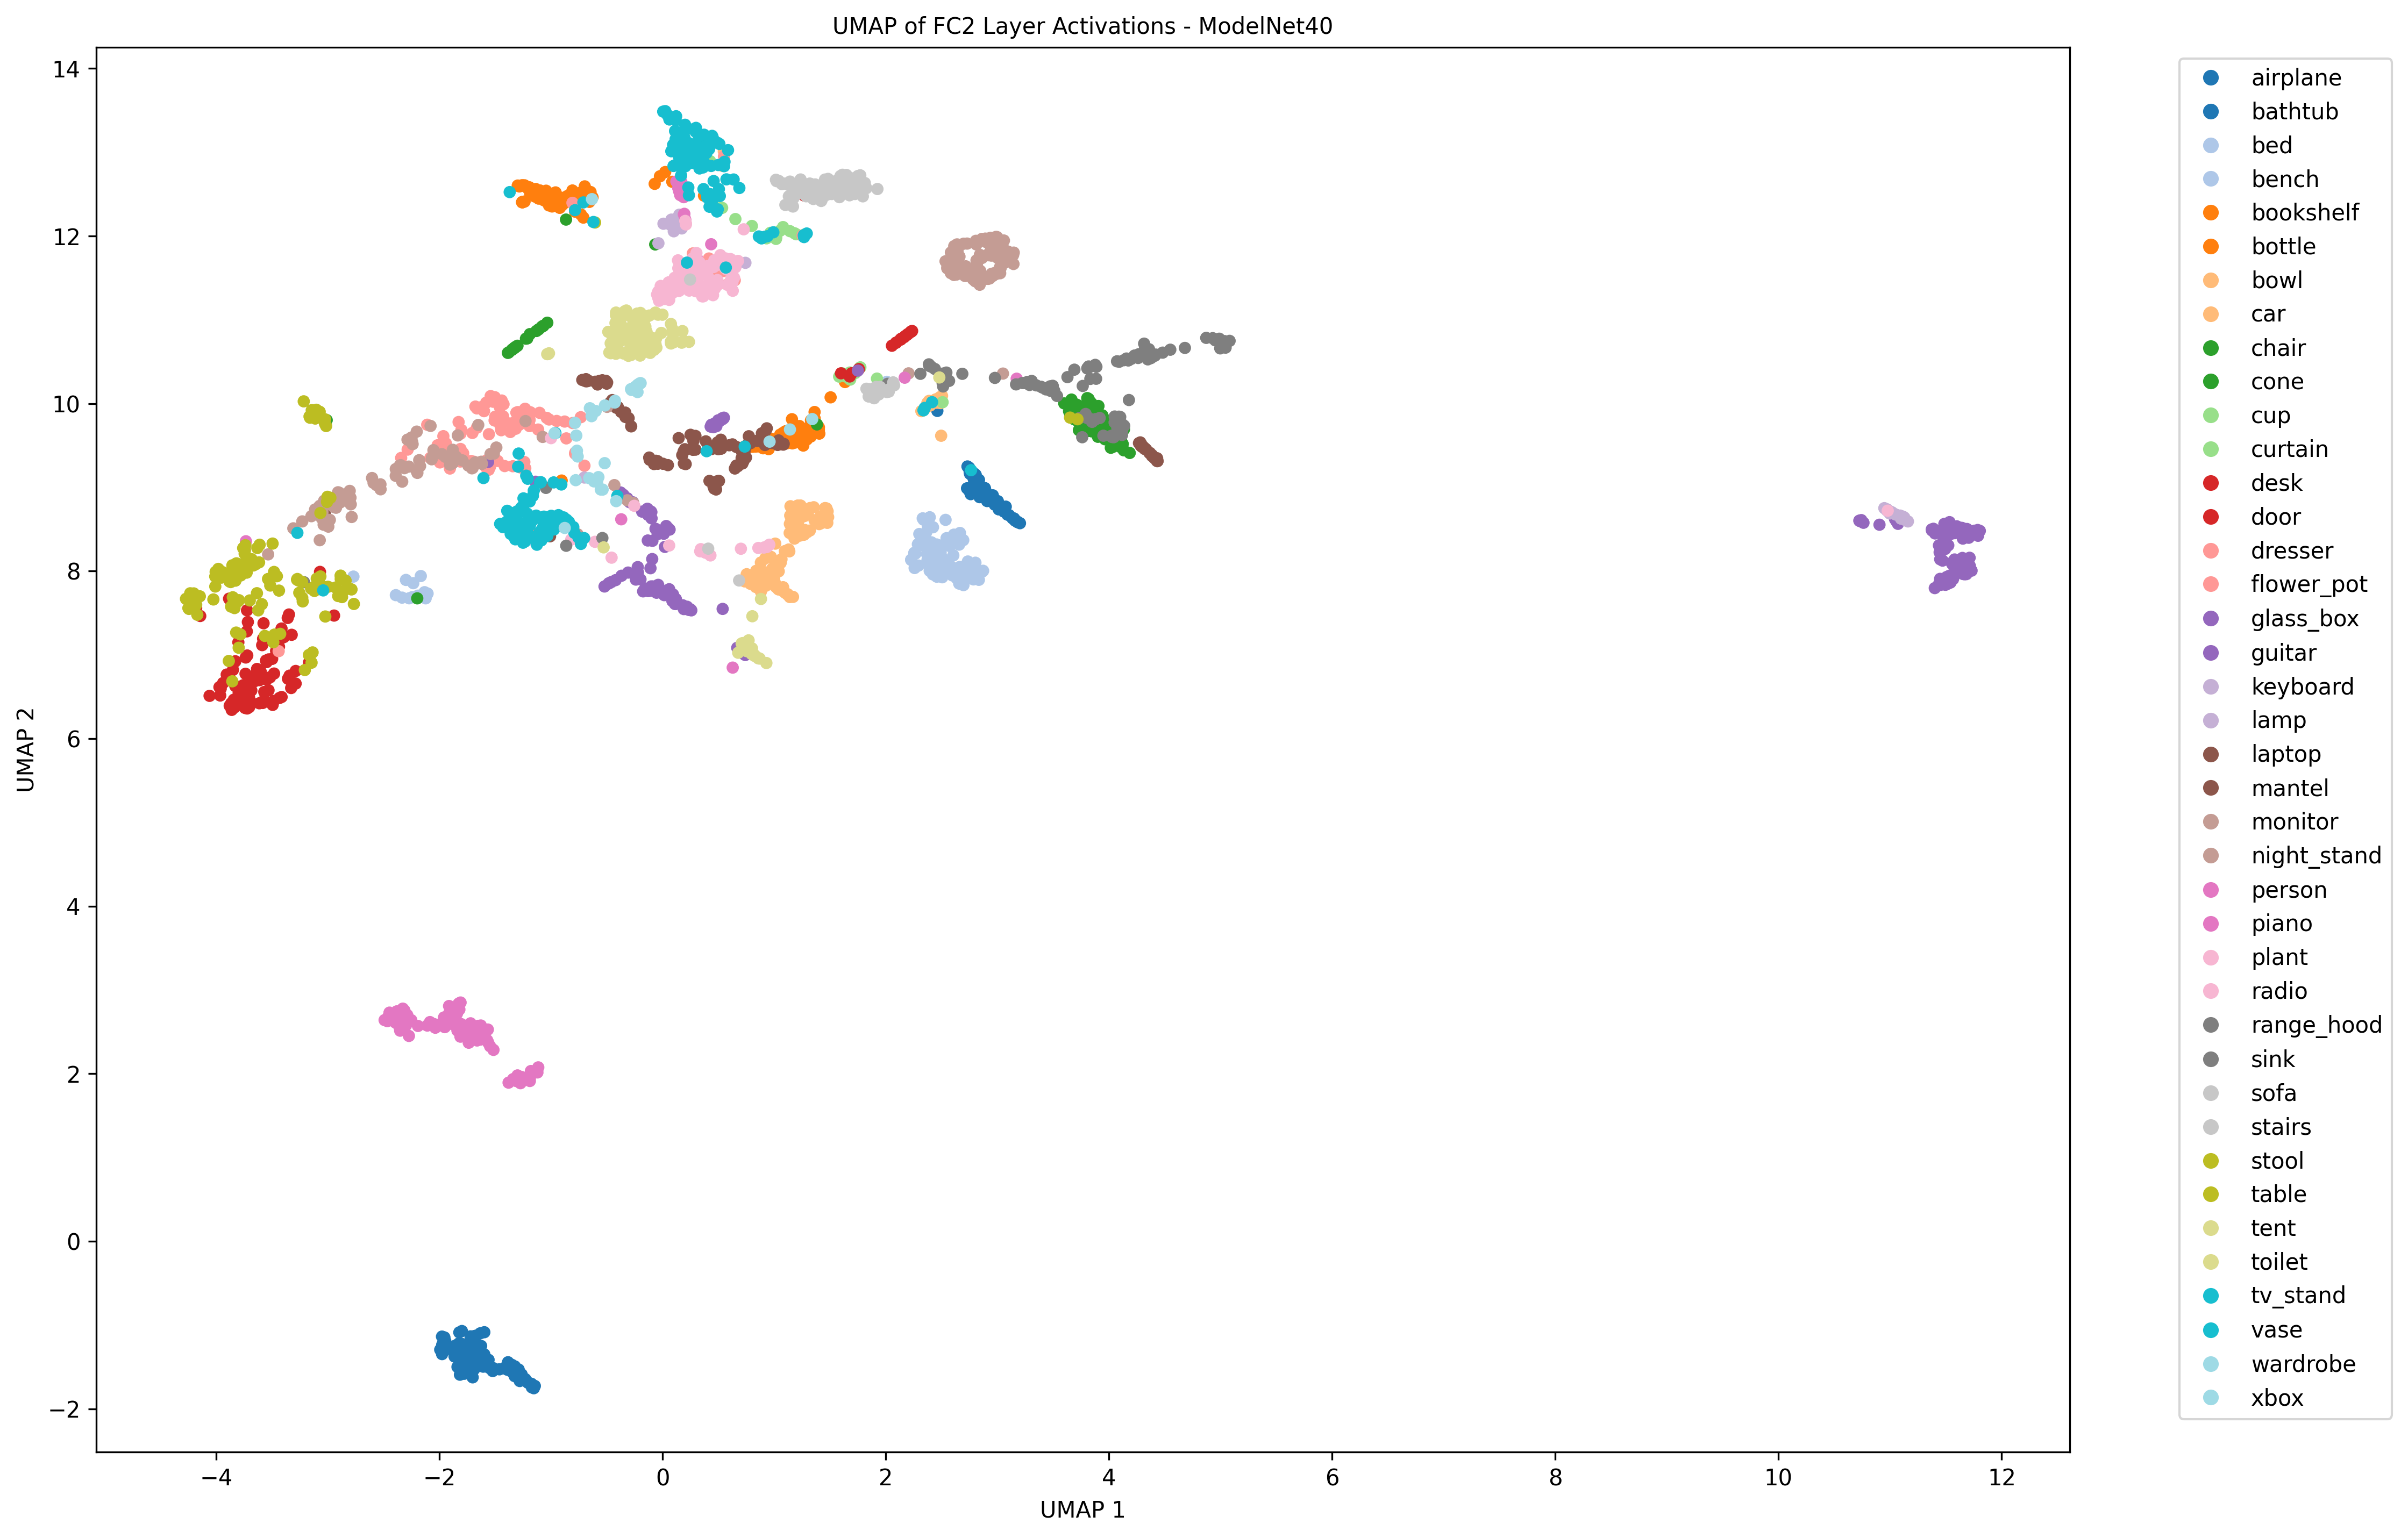 UMAP of FC2 Layer Activations - ModelNet40
14
12
10
8
6
4
2
0
−2
UMAP 2
−4
−2
0
2
4
6
8
10
12
UMAP 1
airplane
bathtub
bed
bench
bookshelf
bottle
bowl
car
chair
cone
cup
curtain
desk
door
dresser
flower_pot
glass_box
guitar
keyboard
lamp
laptop
mantel
monitor
night_stand
person
piano
plant
radio
range_hood
sink
sofa
stairs
stool
table
tent
toilet
tv_stand
vase
wardrobe
xbox